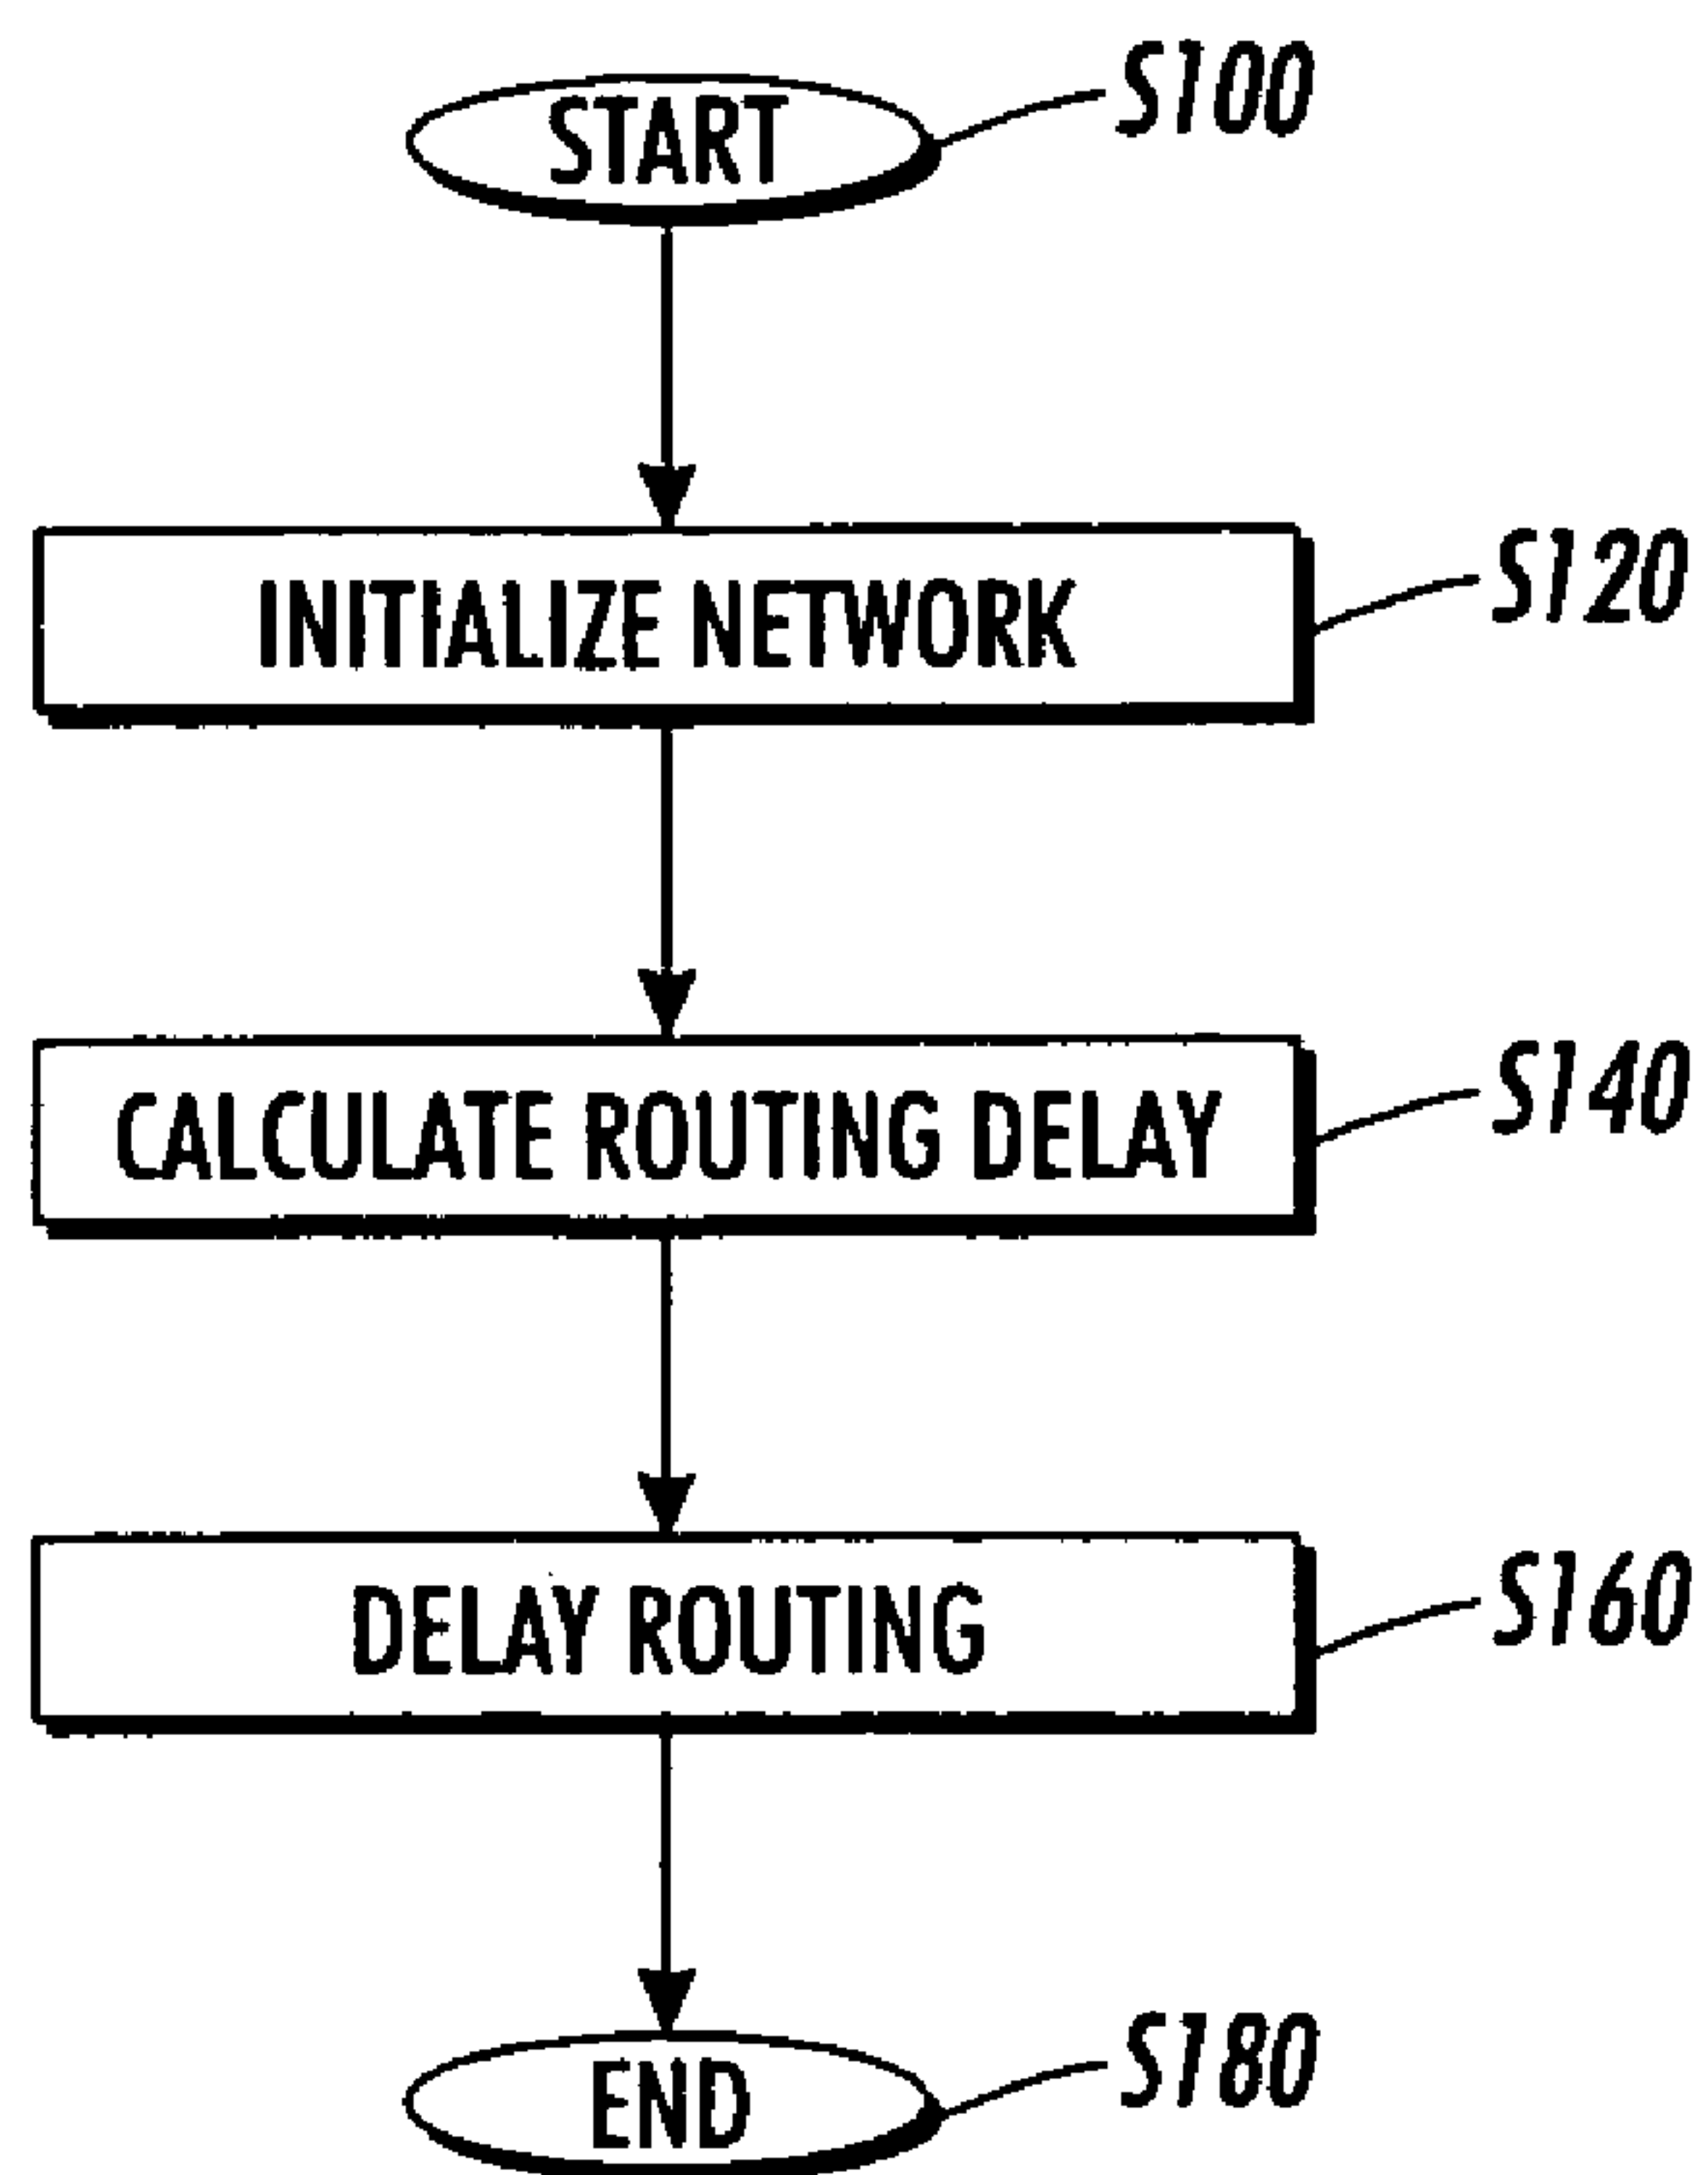 START
S100
INITIALIZE NETWORK
S120
CALCULATE ROUTING DELAY
S140
DELAY ROUTING
S160
END
S180